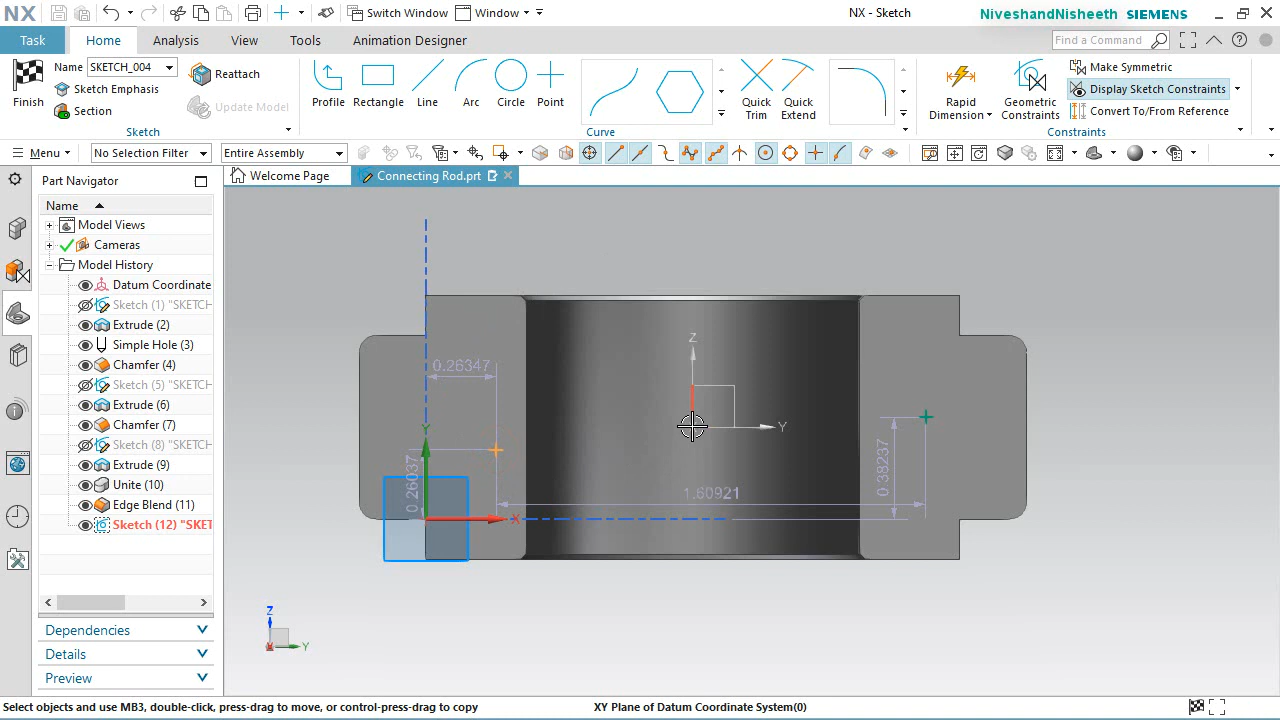 NX
Switch Window
Window
NX - Sketch
NiveshandNisheeth SIEMENS
Task
Home
Analysis
View
Tools
Animation Designer
Find a Command
Finish
Name
SKETCH_004
Sketch Emphasis
Section
Reattach
Update Model
Sketch
Profile
Rectangle
Line
Arc
Circle
Point
Curve
Quick Trim
Quick Extend
Rapid Dimension
Geometric Constraints
Make Symmetric
Display Sketch Constraints
Convert To/From Reference
Constraints
Menu
No Selection Filter
Entire Assembly
Part Navigator
Welcome Page
Connecting Rod.prt
Name
Model Views
Cameras
Model History
Datum Coordinate
Sketch (1) "SKETCH
Extrude (2)
Simple Hole (3)
Chamfer (4)
Sketch (5) "SKETCH
Extrude (6)
Chamfer (7)
Sketch (8) "SKETCH
Extrude (9)
Unite (10)
Edge Blend (11)
Sketch (12) "SKET
Dependencies
Details
Preview
0.26347
Z
Y
Y
0.26037
1.60921
0.38237
X
Z
Y
Select objects and use MB3, double-click, press-drag to move, or control-press-drag to copy
XY Plane of Datum Coordinate System(0)